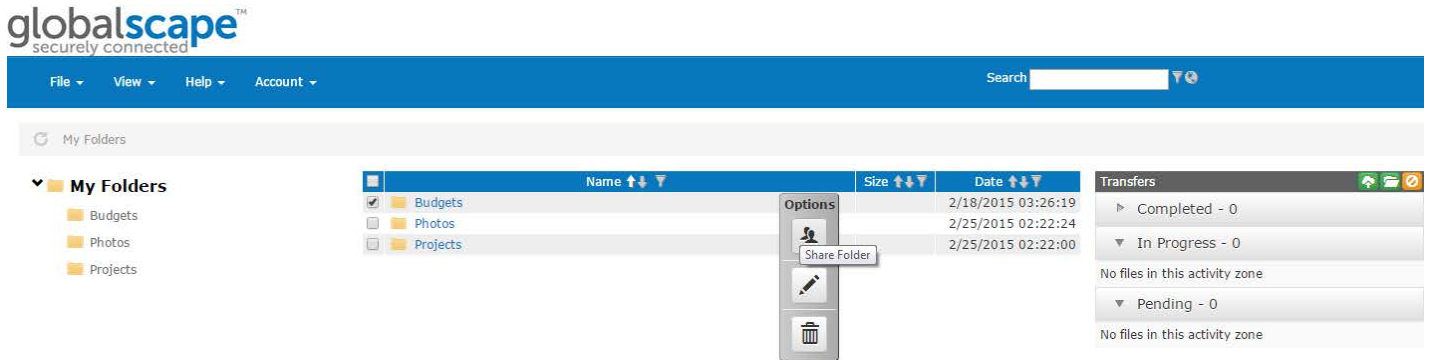 globalscape™
securely connected
File View Help Account Search
My Folders
My Folders
Budgets
Photos
Projects
Name Size Date
Budgets 2/18/2015 03:26:19
Photos 2/25/2015 02:22:24
Projects 2/25/2015 02:22:00
Options
Share Folder
Transfers
Completed - 0
In Progress - 0
No files in this activity zone
Pending - 0
No files in this activity zone